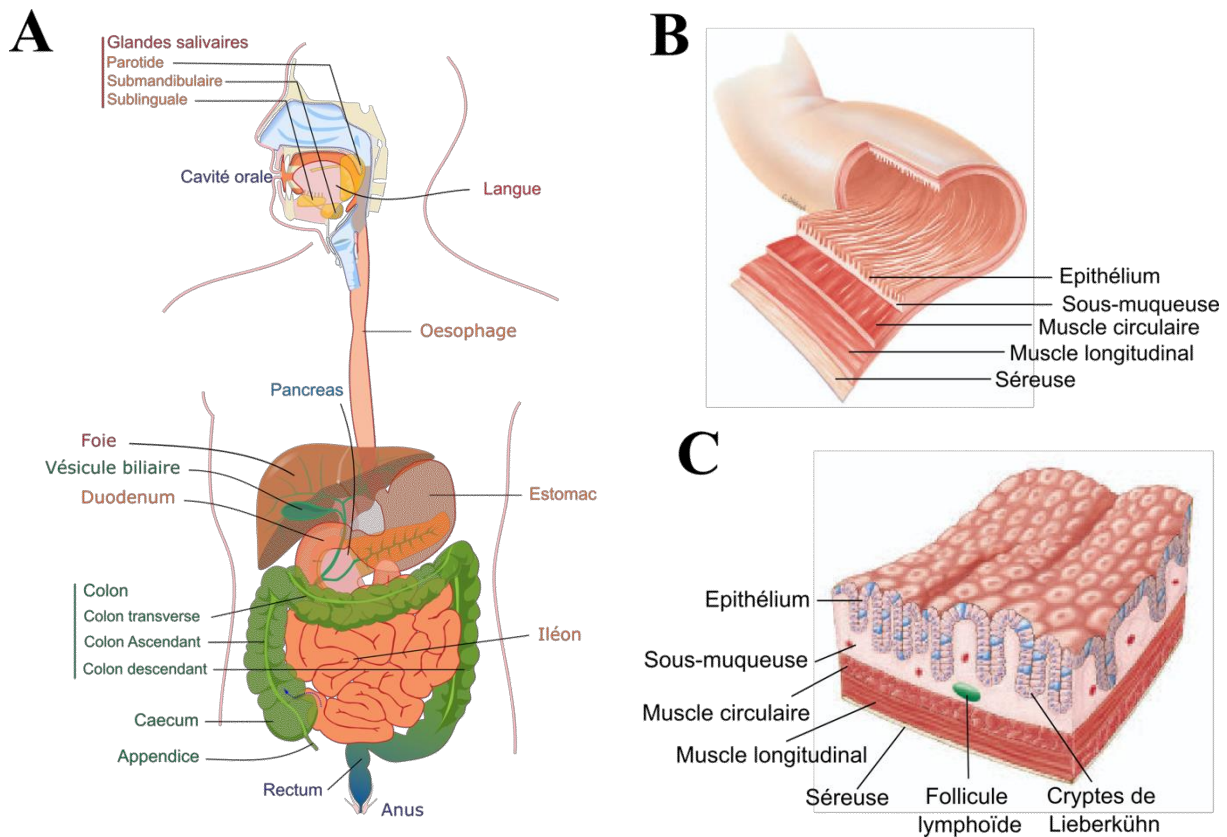 A
Glandes salivaires
Parotide
Submandibulaire
Sublinguale
Cavité orale
Langue
Oesophage
Pancreas
Foie
Vésicule biliaire
Duodenum
Estomac
Colon
Colon transverse
Colon Ascendant
Colon descendant
Iléon
Caecum
Appendice
Rectum
Anus
B
Epithélium
Sous-muqueuse
Muscle circulaire
Muscle longitudinal
Séreuse
C
Epithélium
Sous-muqueuse
Muscle circulaire
Muscle longitudinal
Séreuse
Follicule
lymphoïde
Cryptes de
Lieberkühn